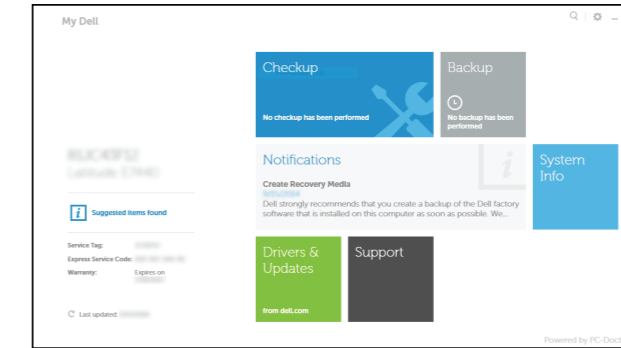 My Dell
Checkup
No checkup has been performed
Backup
No backup has been
performed
Notifications
Create Recovery Media
Dell strongly recommends that you create a backup of the Dell factory
software that is installed on this computer as soon as possible. We...
System
Info
Suggested items found
Service Tag:
Express Service Code:
Warranty: Expires on
Last updated:
Drivers &
Updates
from dell.com
Support
Powered by PC-Doct